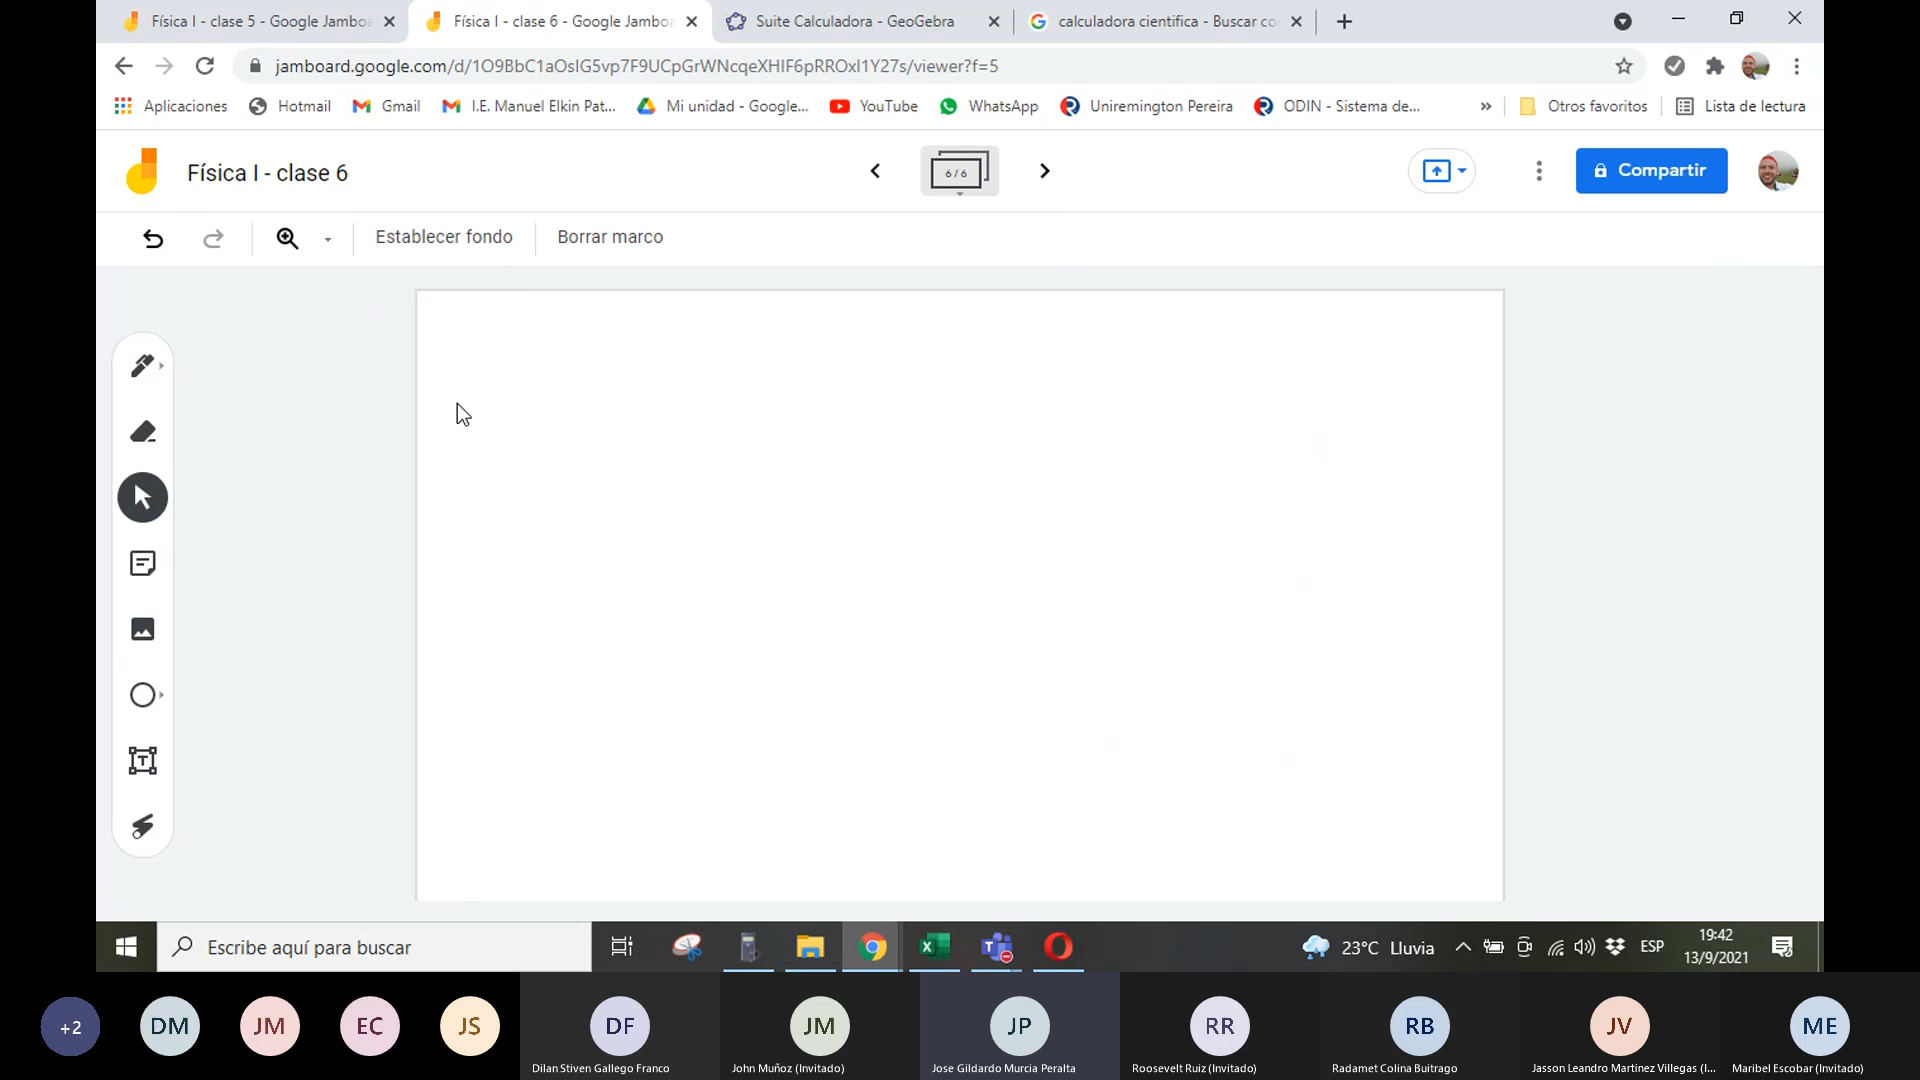 Física I - clase 5 - Google Jamboa
Física I - clase 6 - Google Jamboa
Suite Calculadora - GeoGebra
calculadora cientifica - Buscar co
jamboard.google.com/d/1O9BbC1aOsIG5vp7F9UCpGrWNcqeXHIF6pRROxl1Y27s/viewer?f=5
Aplicaciones
Hotmail
Gmail
I.E. Manuel Elkin Pat...
Mi unidad - Google...
YouTube
WhatsApp
Uniremington Pereira
ODIN - Sistema de...
»
Otros favoritos
Lista de lectura
Física I - clase 6
6 / 6
Compartir
Establecer fondo
Borrar marco
Escribe aquí para buscar
23°C Lluvia
ESP
19:42
13/9/2021
+2
DM
JM
EC
JS
DF
JM
JP
RR
RB
JV
ME
Dilan Stiven Gallego Franco
John Muñoz (Invitado)
Jose Gildardo Murcia Peralta
Roosevelt Ruiz (Invitado)
Radamet Colina Buitrago
Jasson Leandro Martinez Villegas (I...
Maribel Escobar (Invitado)